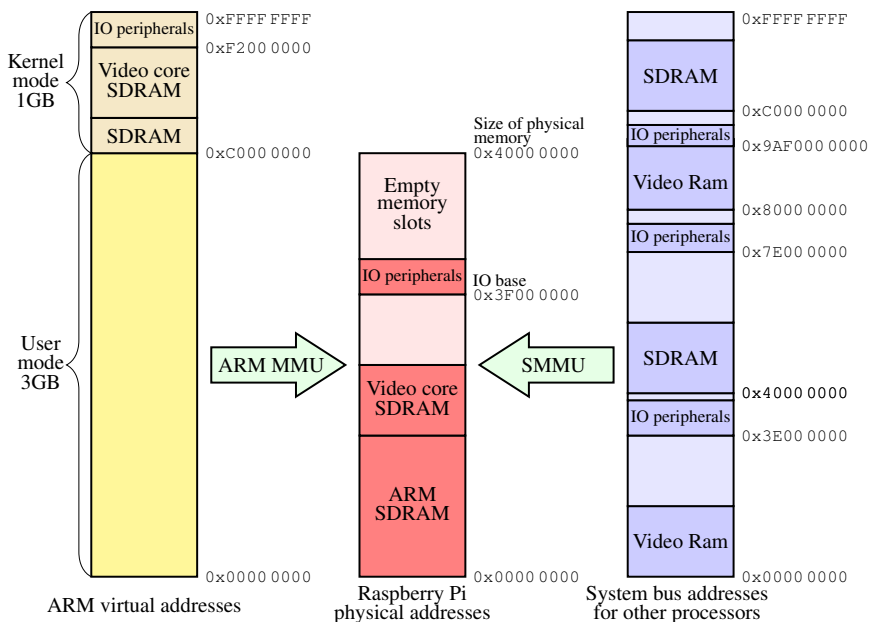 0xFFFF FFFF
IO peripherals
0xF200 0000
Kernel
mode
1GB
Video core
SDRAM
SDRAM
0xC000 0000
User
mode
3GB
0x0000 0000
ARM virtual addresses
ARM MMU
Size of physical
memory
0x4000 0000
Empty
memory
slots
IO peripherals
IO base
0x3F00 0000
Video core
SDRAM
ARM
SDRAM
0x0000 0000
Raspberry Pi
physical addresses
SMMU
0xFFFF FFFF
SDRAM
0xC000 0000
IO peripherals
0x9AF000 0000
Video Ram
0x8000 0000
IO peripherals
0x7E00 0000
SDRAM
0x4000 0000
IO peripherals
0x3E00 0000
Video Ram
0x0000 0000
System bus addresses
for other processors